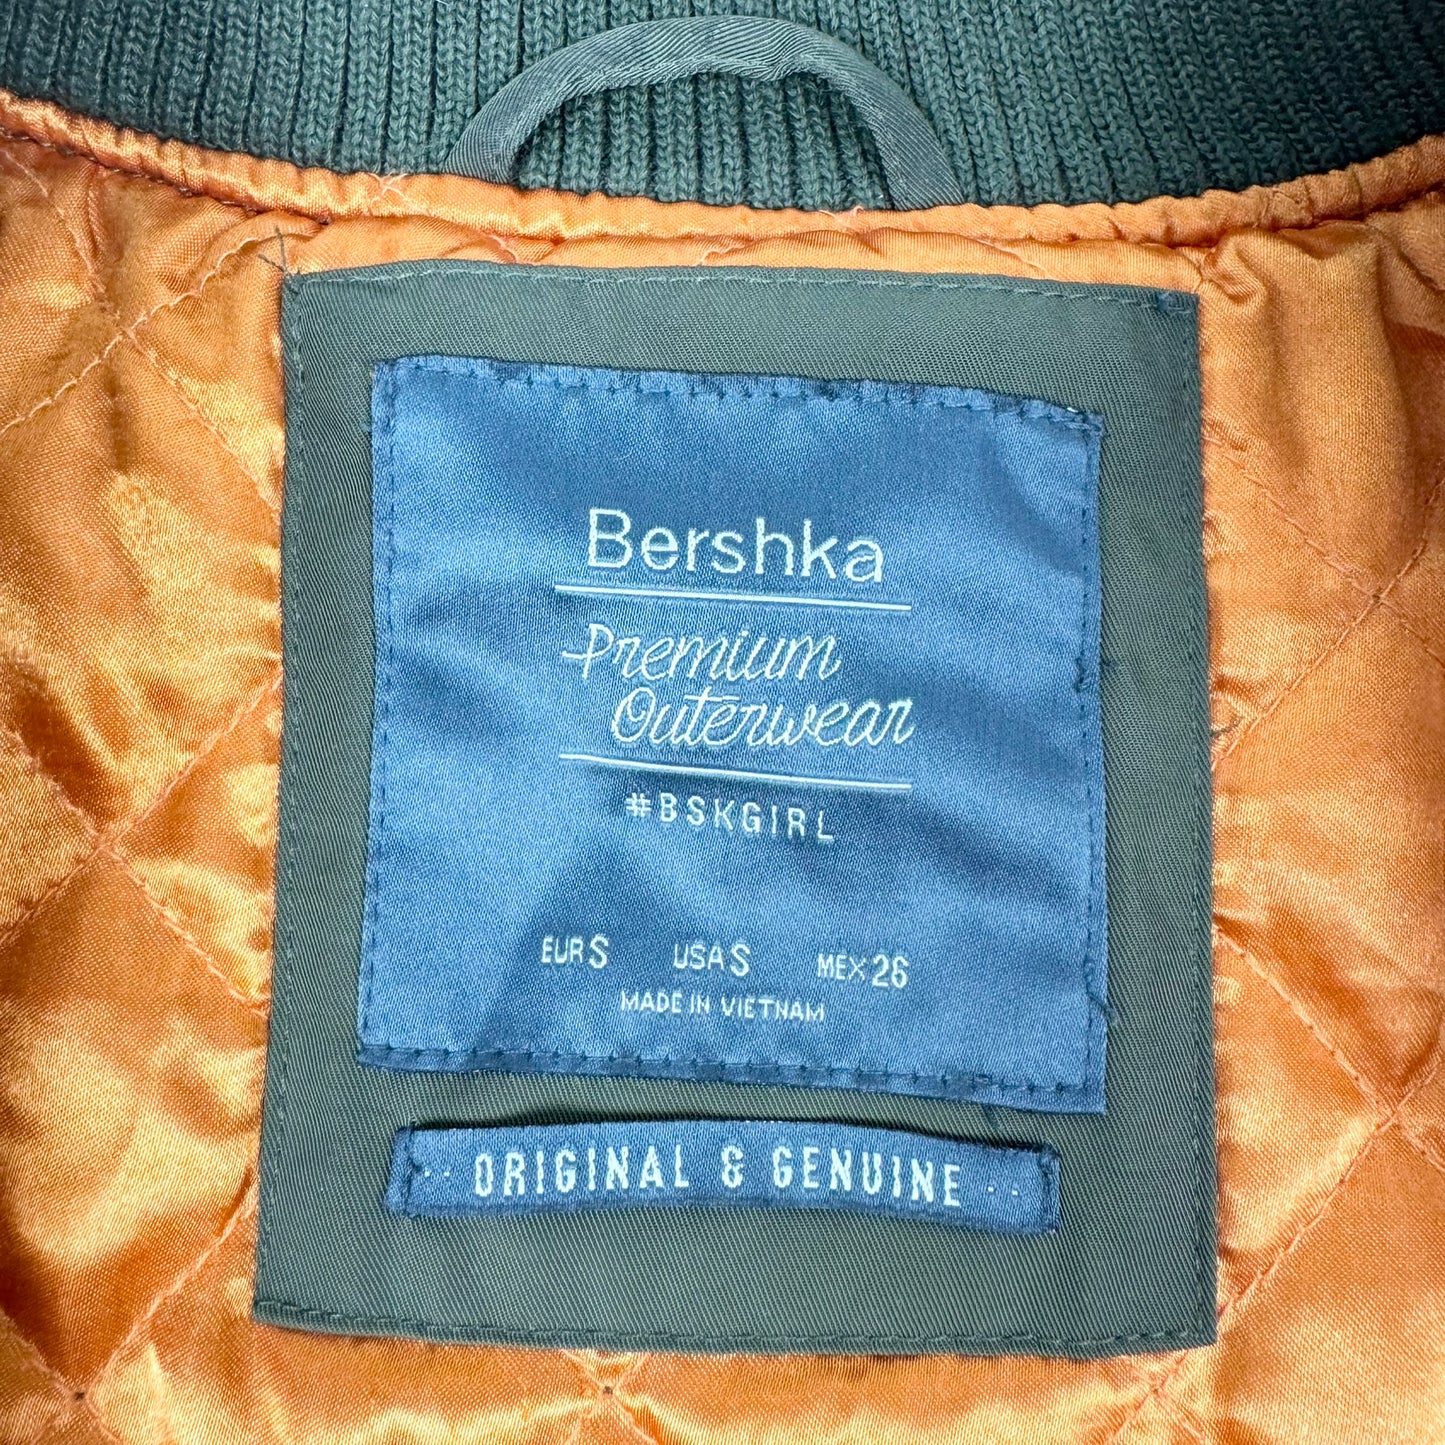 Bershka
Premium
Outerwear
#BSKGIRL
EUR S USA S MEX 26
MADE IN VIETNAM
·· ORIGINAL & GENUINE ··